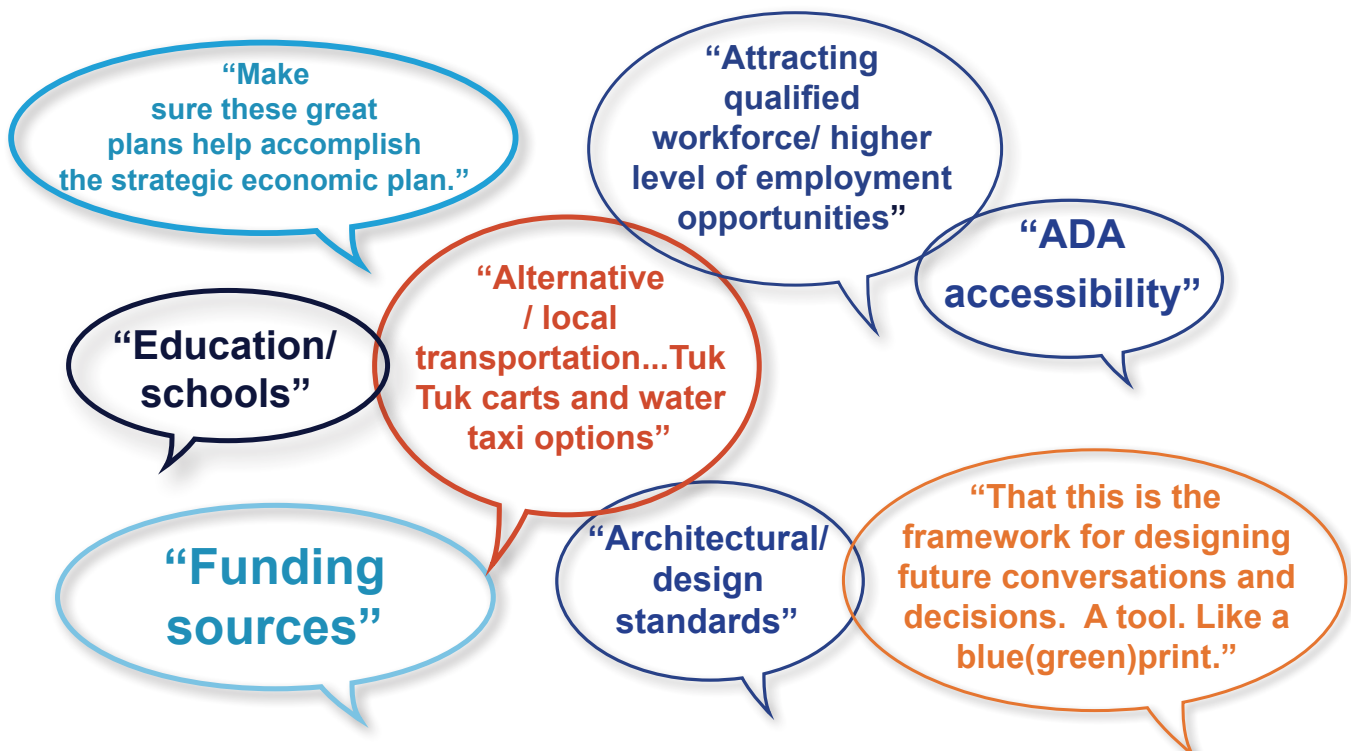 “Make
sure these great
plans help accomplish
the strategic economic plan.”
“Attracting
qualified
workforce/ higher
level of employment
opportunities”
“ADA
accessibility”
“Education/
schools”
“Alternative
/ local
transportation...Tuk
Tuk carts and water
taxi options”
“Funding
sources”
“Architectural/
design
standards”
“That this is the
framework for designing
future conversations and
decisions.  A tool. Like a
blue(green)print.”